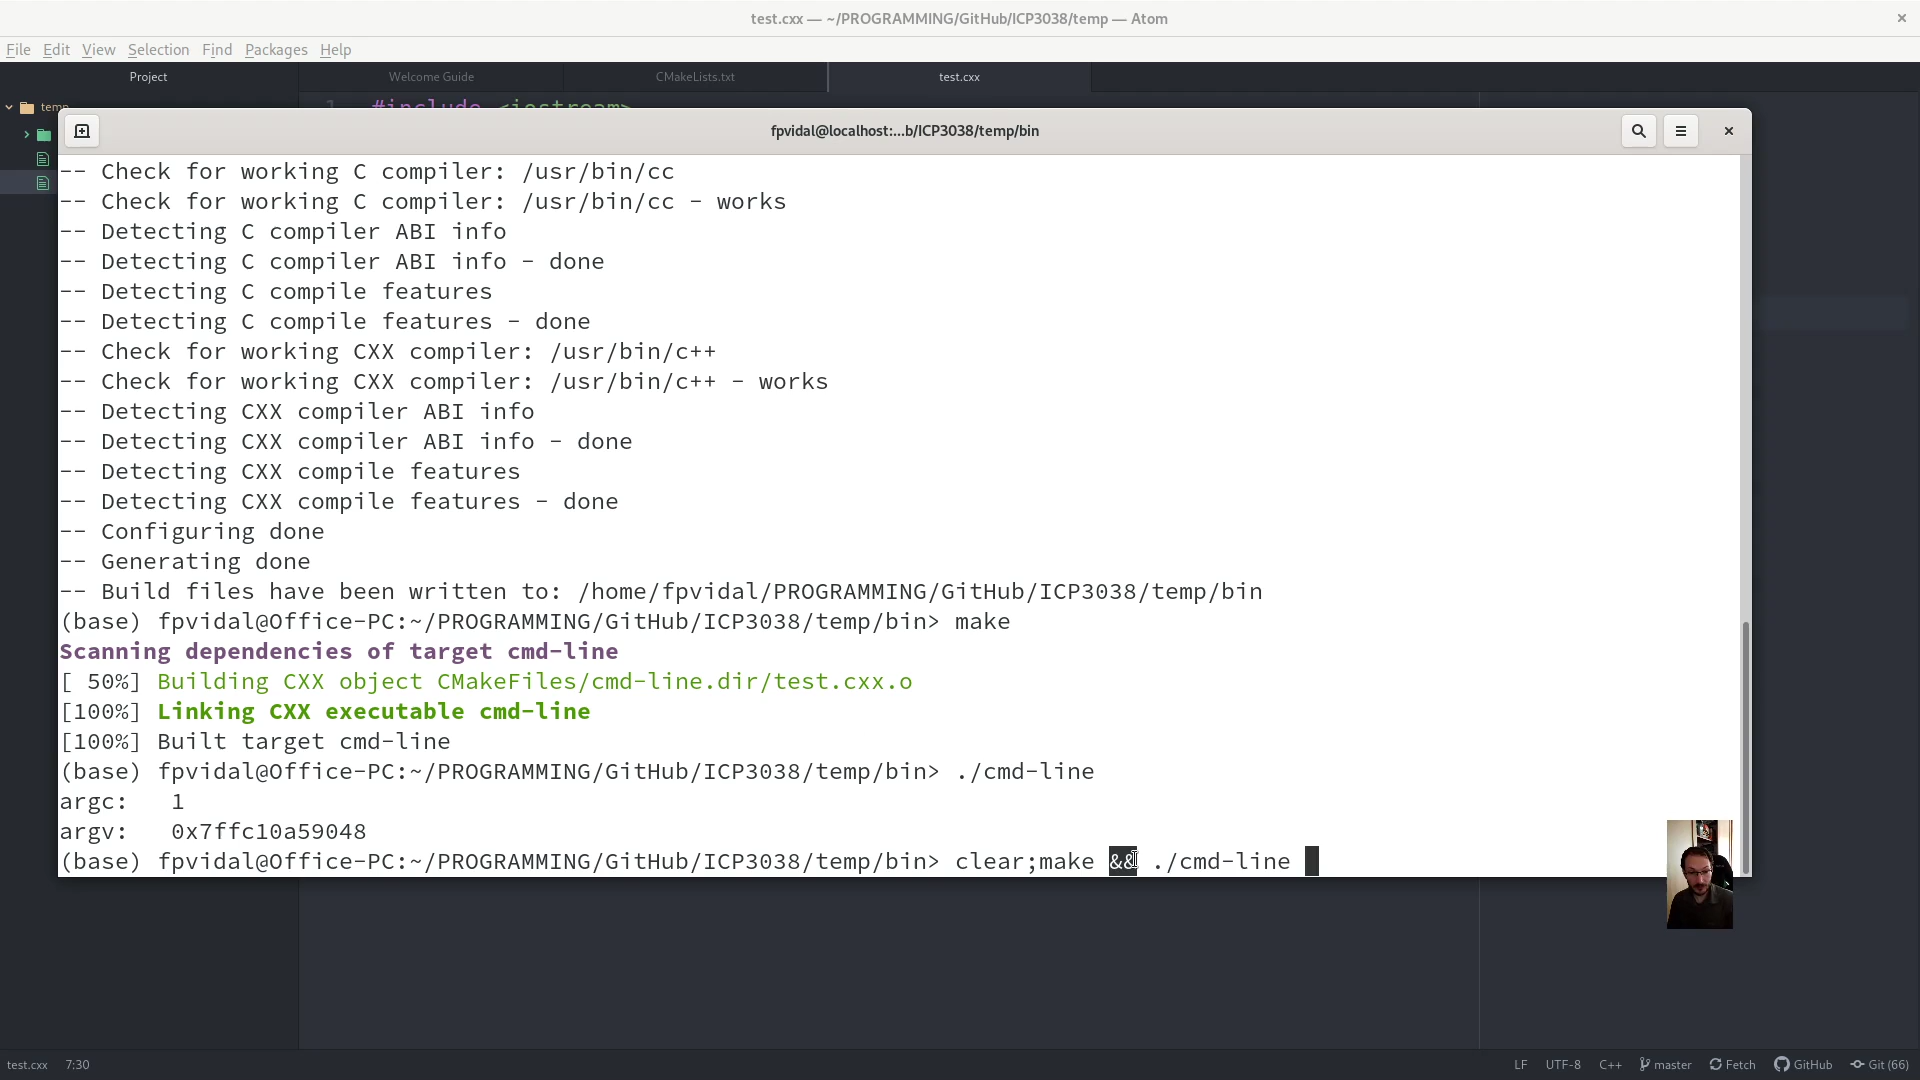 test.cxx — ~/PROGRAMMING/GitHub/ICP3038/temp — Atom
File Edit View Selection Find Packages Help
Project
Welcome Guide
CMakeLists.txt
test.cxx
temp
1 #include <iostream>
fpvidal@localhost:...b/ICP3038/temp/bin
-- Check for working C compiler: /usr/bin/cc
-- Check for working C compiler: /usr/bin/cc - works
-- Detecting C compiler ABI info
-- Detecting C compiler ABI info - done
-- Detecting C compile features
-- Detecting C compile features - done
-- Check for working CXX compiler: /usr/bin/c++
-- Check for working CXX compiler: /usr/bin/c++ - works
-- Detecting CXX compiler ABI info
-- Detecting CXX compiler ABI info - done
-- Detecting CXX compile features
-- Detecting CXX compile features - done
-- Configuring done
-- Generating done
-- Build files have been written to: /home/fpvidal/PROGRAMMING/GitHub/ICP3038/temp/bin
(base) fpvidal@Office-PC:~/PROGRAMMING/GitHub/ICP3038/temp/bin> make
Scanning dependencies of target cmd-line
[ 50%] Building CXX object CMakeFiles/cmd-line.dir/test.cxx.o
[100%] Linking CXX executable cmd-line
[100%] Built target cmd-line
(base) fpvidal@Office-PC:~/PROGRAMMING/GitHub/ICP3038/temp/bin> ./cmd-line
argc:   1
argv:   0x7ffc10a59048
(base) fpvidal@Office-PC:~/PROGRAMMING/GitHub/ICP3038/temp/bin> clear;make && ./cmd-line
test.cxx 7:30 LF UTF-8 C++ master Fetch GitHub Git (66)